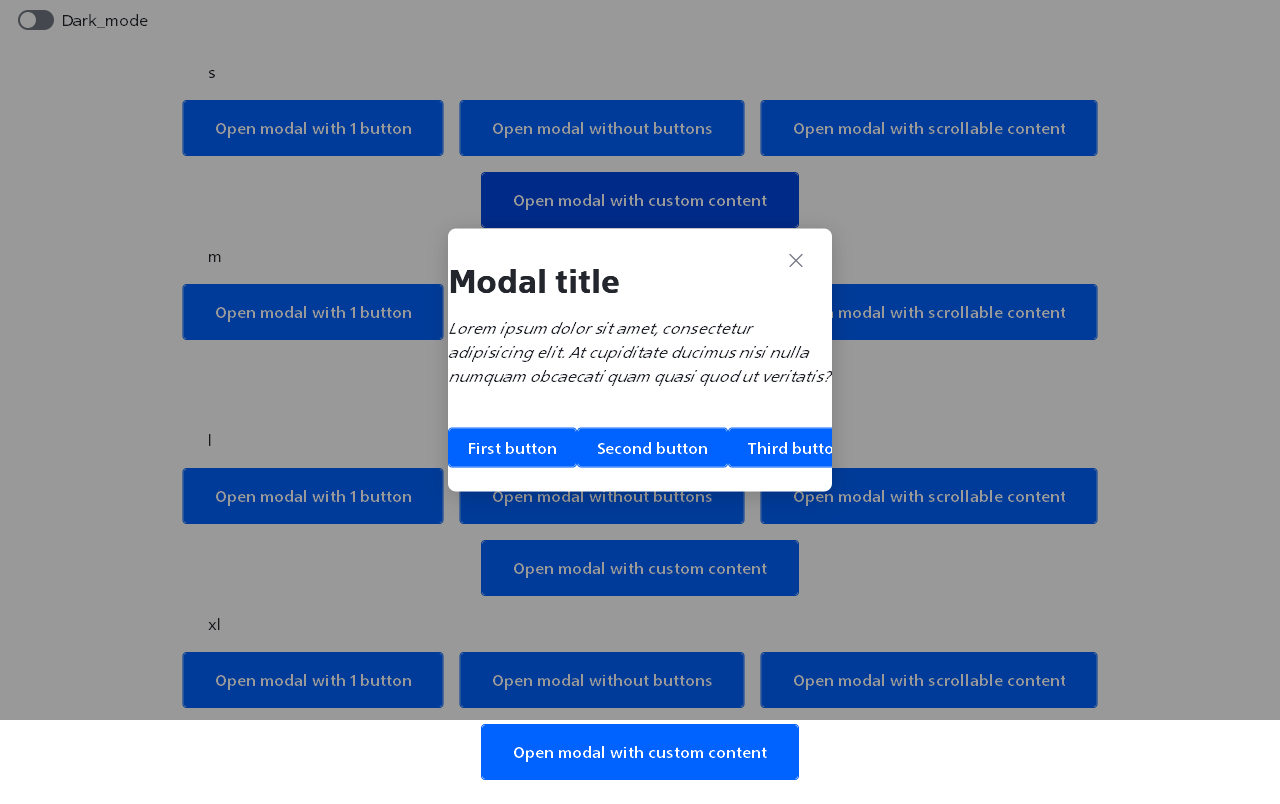 Dark_mode
s
Open modal with 1 button
Open modal without buttons
Open modal with scrollable content
Open modal with custom content
m
Open modal with 1 button
modal with scrollable content
Modal title
Lorem ipsum dolor sit amet, consectetur
adipisicing elit. At cupiditate ducimus nisi nulla
numquam obcaecati quam quasi quod ut veritatis?
First button
Second button
Third butto
l
Open modal with 1 button
Open modal without buttons
Open modal with scrollable content
Open modal with custom content
xl
Open modal with 1 button
Open modal without buttons
Open modal with scrollable content
Open modal with custom content